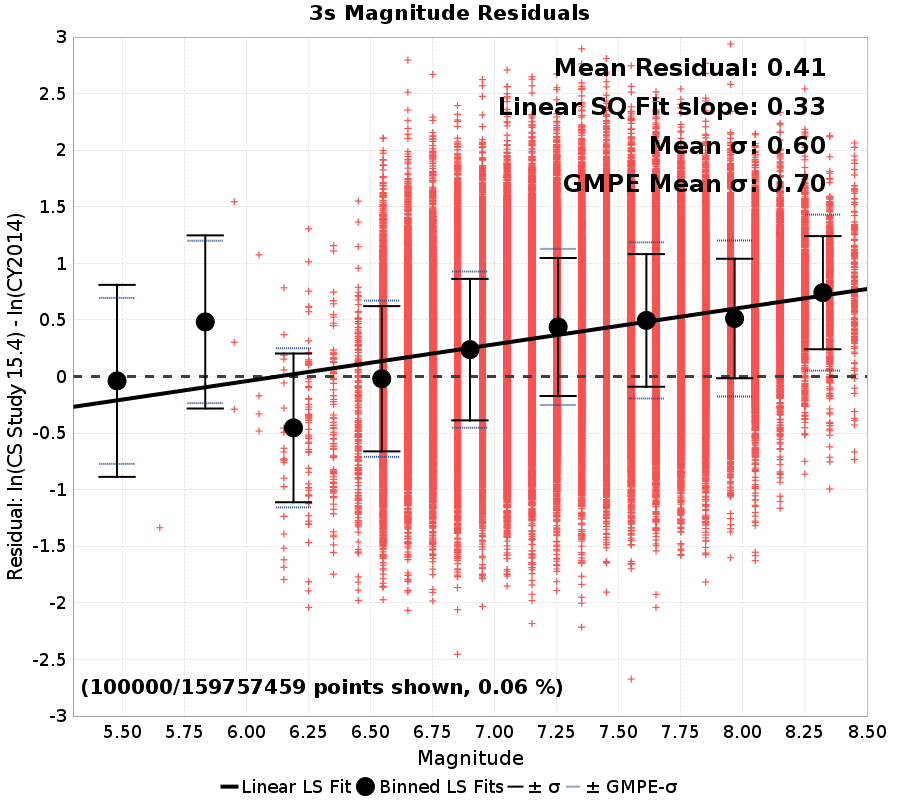 3s Magnitude Residuals
Mean Residual: 0.41
Linear SQ Fit slope: 0.33
Mean σ: 0.60
GMPE Mean σ: 0.70
Residual: ln(CS Study 15.4) - ln(CY2014)
3
2.5
2
1.5
1
0.5
0
-0.5
-1
-1.5
-2
-2.5
-3
(100000/159757459 points shown, 0.06 %)
5.50 5.75 6.00 6.25 6.50 6.75 7.00 7.25 7.50 7.75 8.00 8.25 8.50
Magnitude
Linear LS Fit Binned LS Fits ± σ ± GMPE-σ